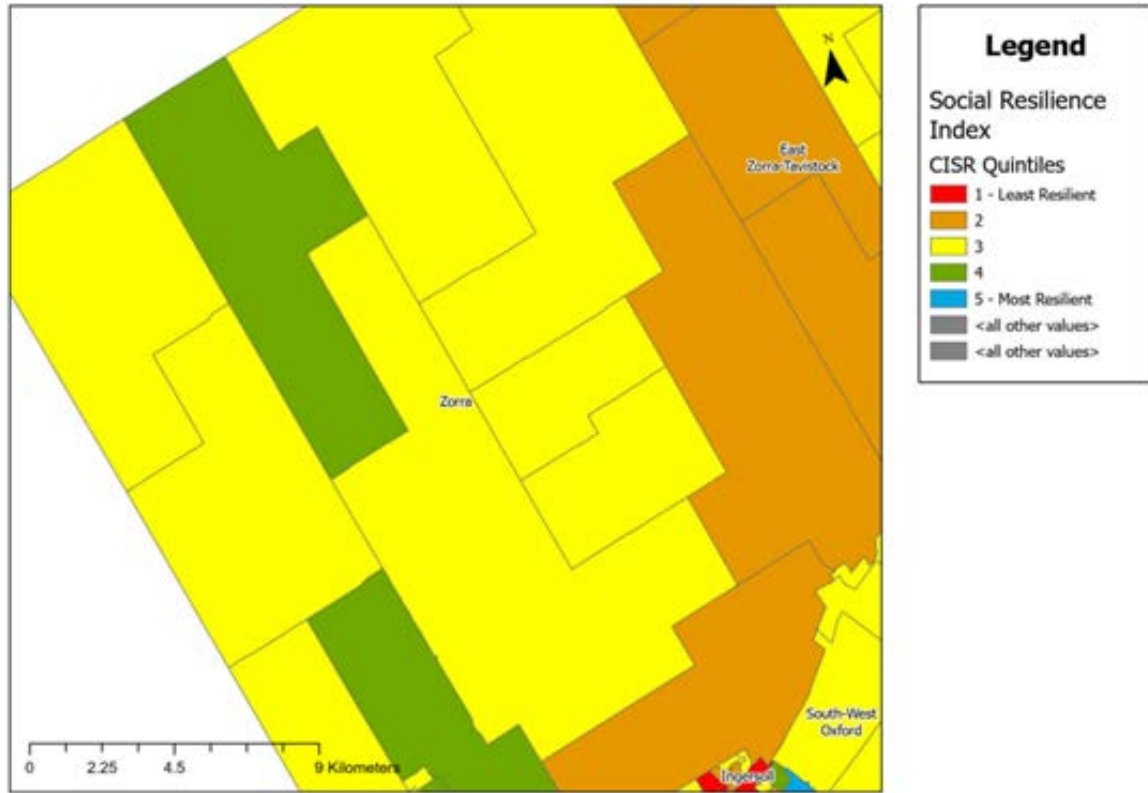 N
East
Zorra-Tavistock
Zorra
South-West
Oxford
Ingersoll
0 2.25 4.5 9 Kilometers
Legend
Social Resilience
Index
CISR Quintiles
1 - Least Resilient
2
3
4
5 - Most Resilient
<all other values>
<all other values>